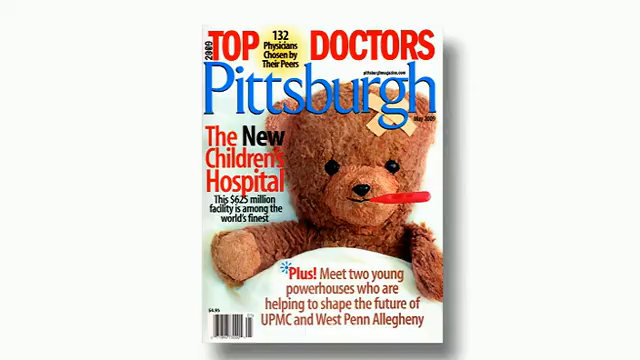 2009
TOP DOCTORS
132
Physicians
Chosen by
Their Peers
pittsburghmagazine.com
Pittsburgh
May 2009
The New
Children's
Hospital
This $625 million
facility is among the
world's finest
Plus! Meet two young
powerhouses who are
helping to shape the future of
UPMC and West Penn Allegheny
$4.95